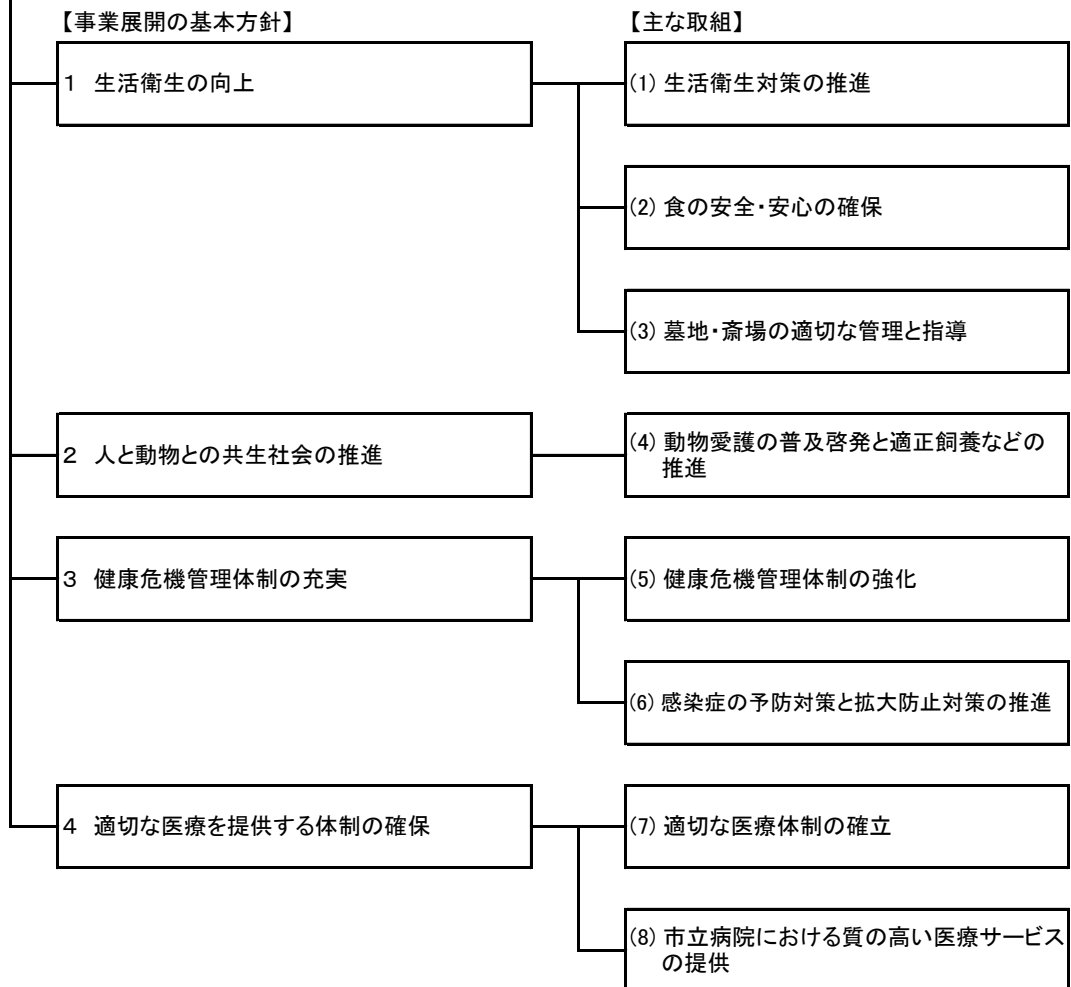 【事業展開の基本方針】
【主な取組】
1 生活衛生の向上
(1) 生活衛生対策の推進
(2) 食の安全・安心の確保
(3) 墓地・斎場の適切な管理と指導
2 人と動物との共生社会の推進
(4) 動物愛護の普及啓発と適正飼養などの
推進
3 健康危機管理体制の充実
(5) 健康危機管理体制の強化
(6) 感染症の予防対策と拡大防止対策の推進
4 適切な医療を提供する体制の確保
(7) 適切な医療体制の確立
(8) 市立病院における質の高い医療サービス
の提供